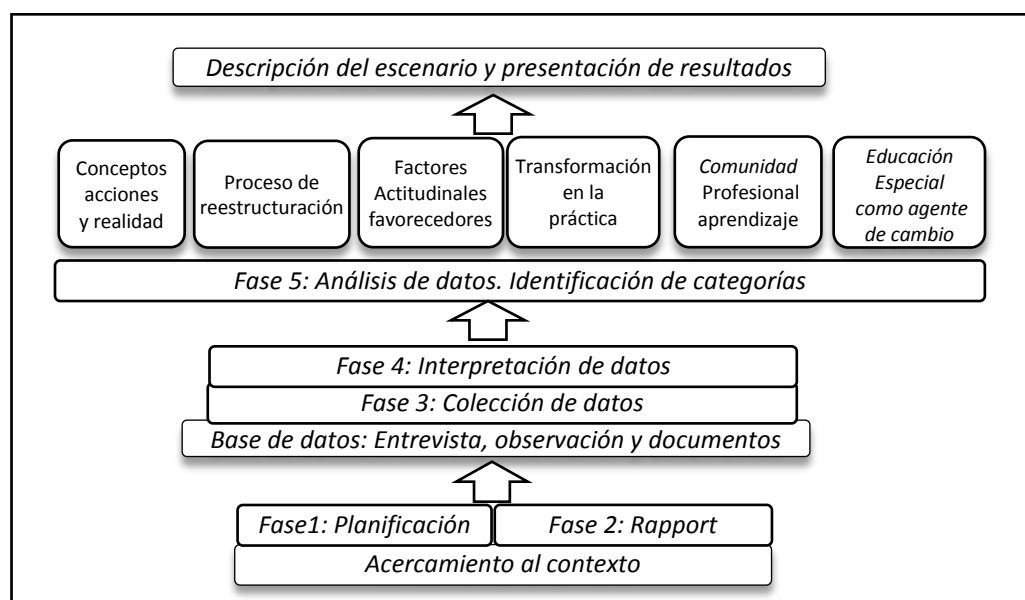 Descripción del escenario y presentación de resultados
Conceptos
acciones
y realidad
Proceso de
reestructuración
Factores
Actitudinales
favorecedores
Transformación
en la
práctica
Comunidad
Profesional
aprendizaje
Educación
Especial
como agente
de cambio
Fase 5: Análisis de datos. Identificación de categorías
Fase 4: Interpretación de datos
Fase 3: Colección de datos
Base de datos: Entrevista, observación y documentos
Fase1: Planificación
Fase 2: Rapport
Acercamiento al contexto